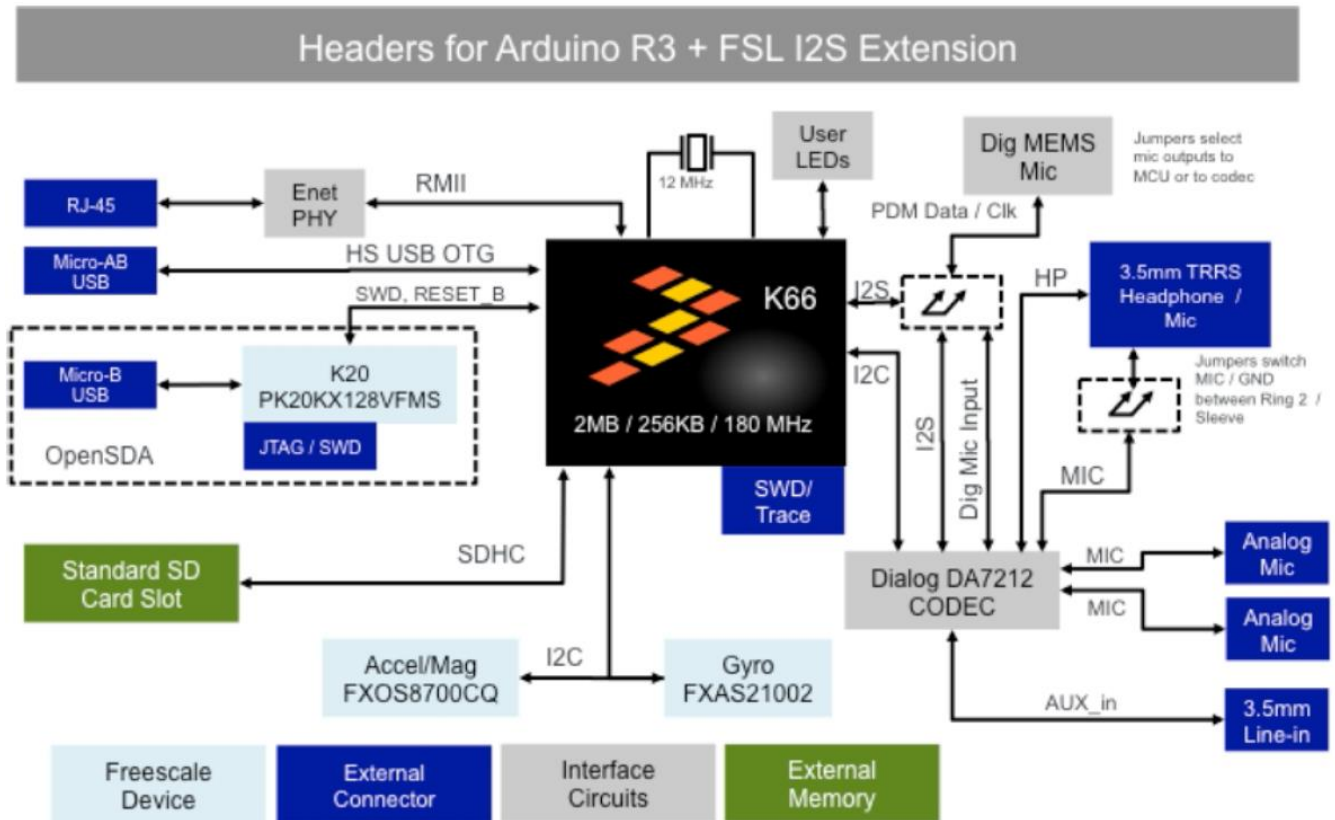 Headers for Arduino R3 + FSL I2S Extension
User
LEDs
Dig MEMS
Mic
Jumpers select
mic outputs to
MCU or to codec
12 MHz
RJ-45
Enet
PHY
RMII
PDM Data / Clk
Micro-AB
USB
HS USB OTG
SWD, RESET_B
K66
2MB / 256KB / 180 MHz
I2S
HP
3.5mm TRRS
Headphone /
Mic
Jumpers switch
MIC / GND
between Ring 2 /
Sleeve
I2C
Micro-B
USB
K20
PK20KX128VFMS
JTAG / SWD
OpenSDA
SWD/
Trace
I2S
Dig Mic Input
MIC
Standard SD
Card Slot
SDHC
Dialog DA7212
CODEC
MIC
Analog
Mic
MIC
Analog
Mic
Accel/Mag
FXOS8700CQ
I2C
Gyro
FXAS21002
AUX_in
3.5mm
Line-in
Freescale
Device
External
Connector
Interface
Circuits
External
Memory